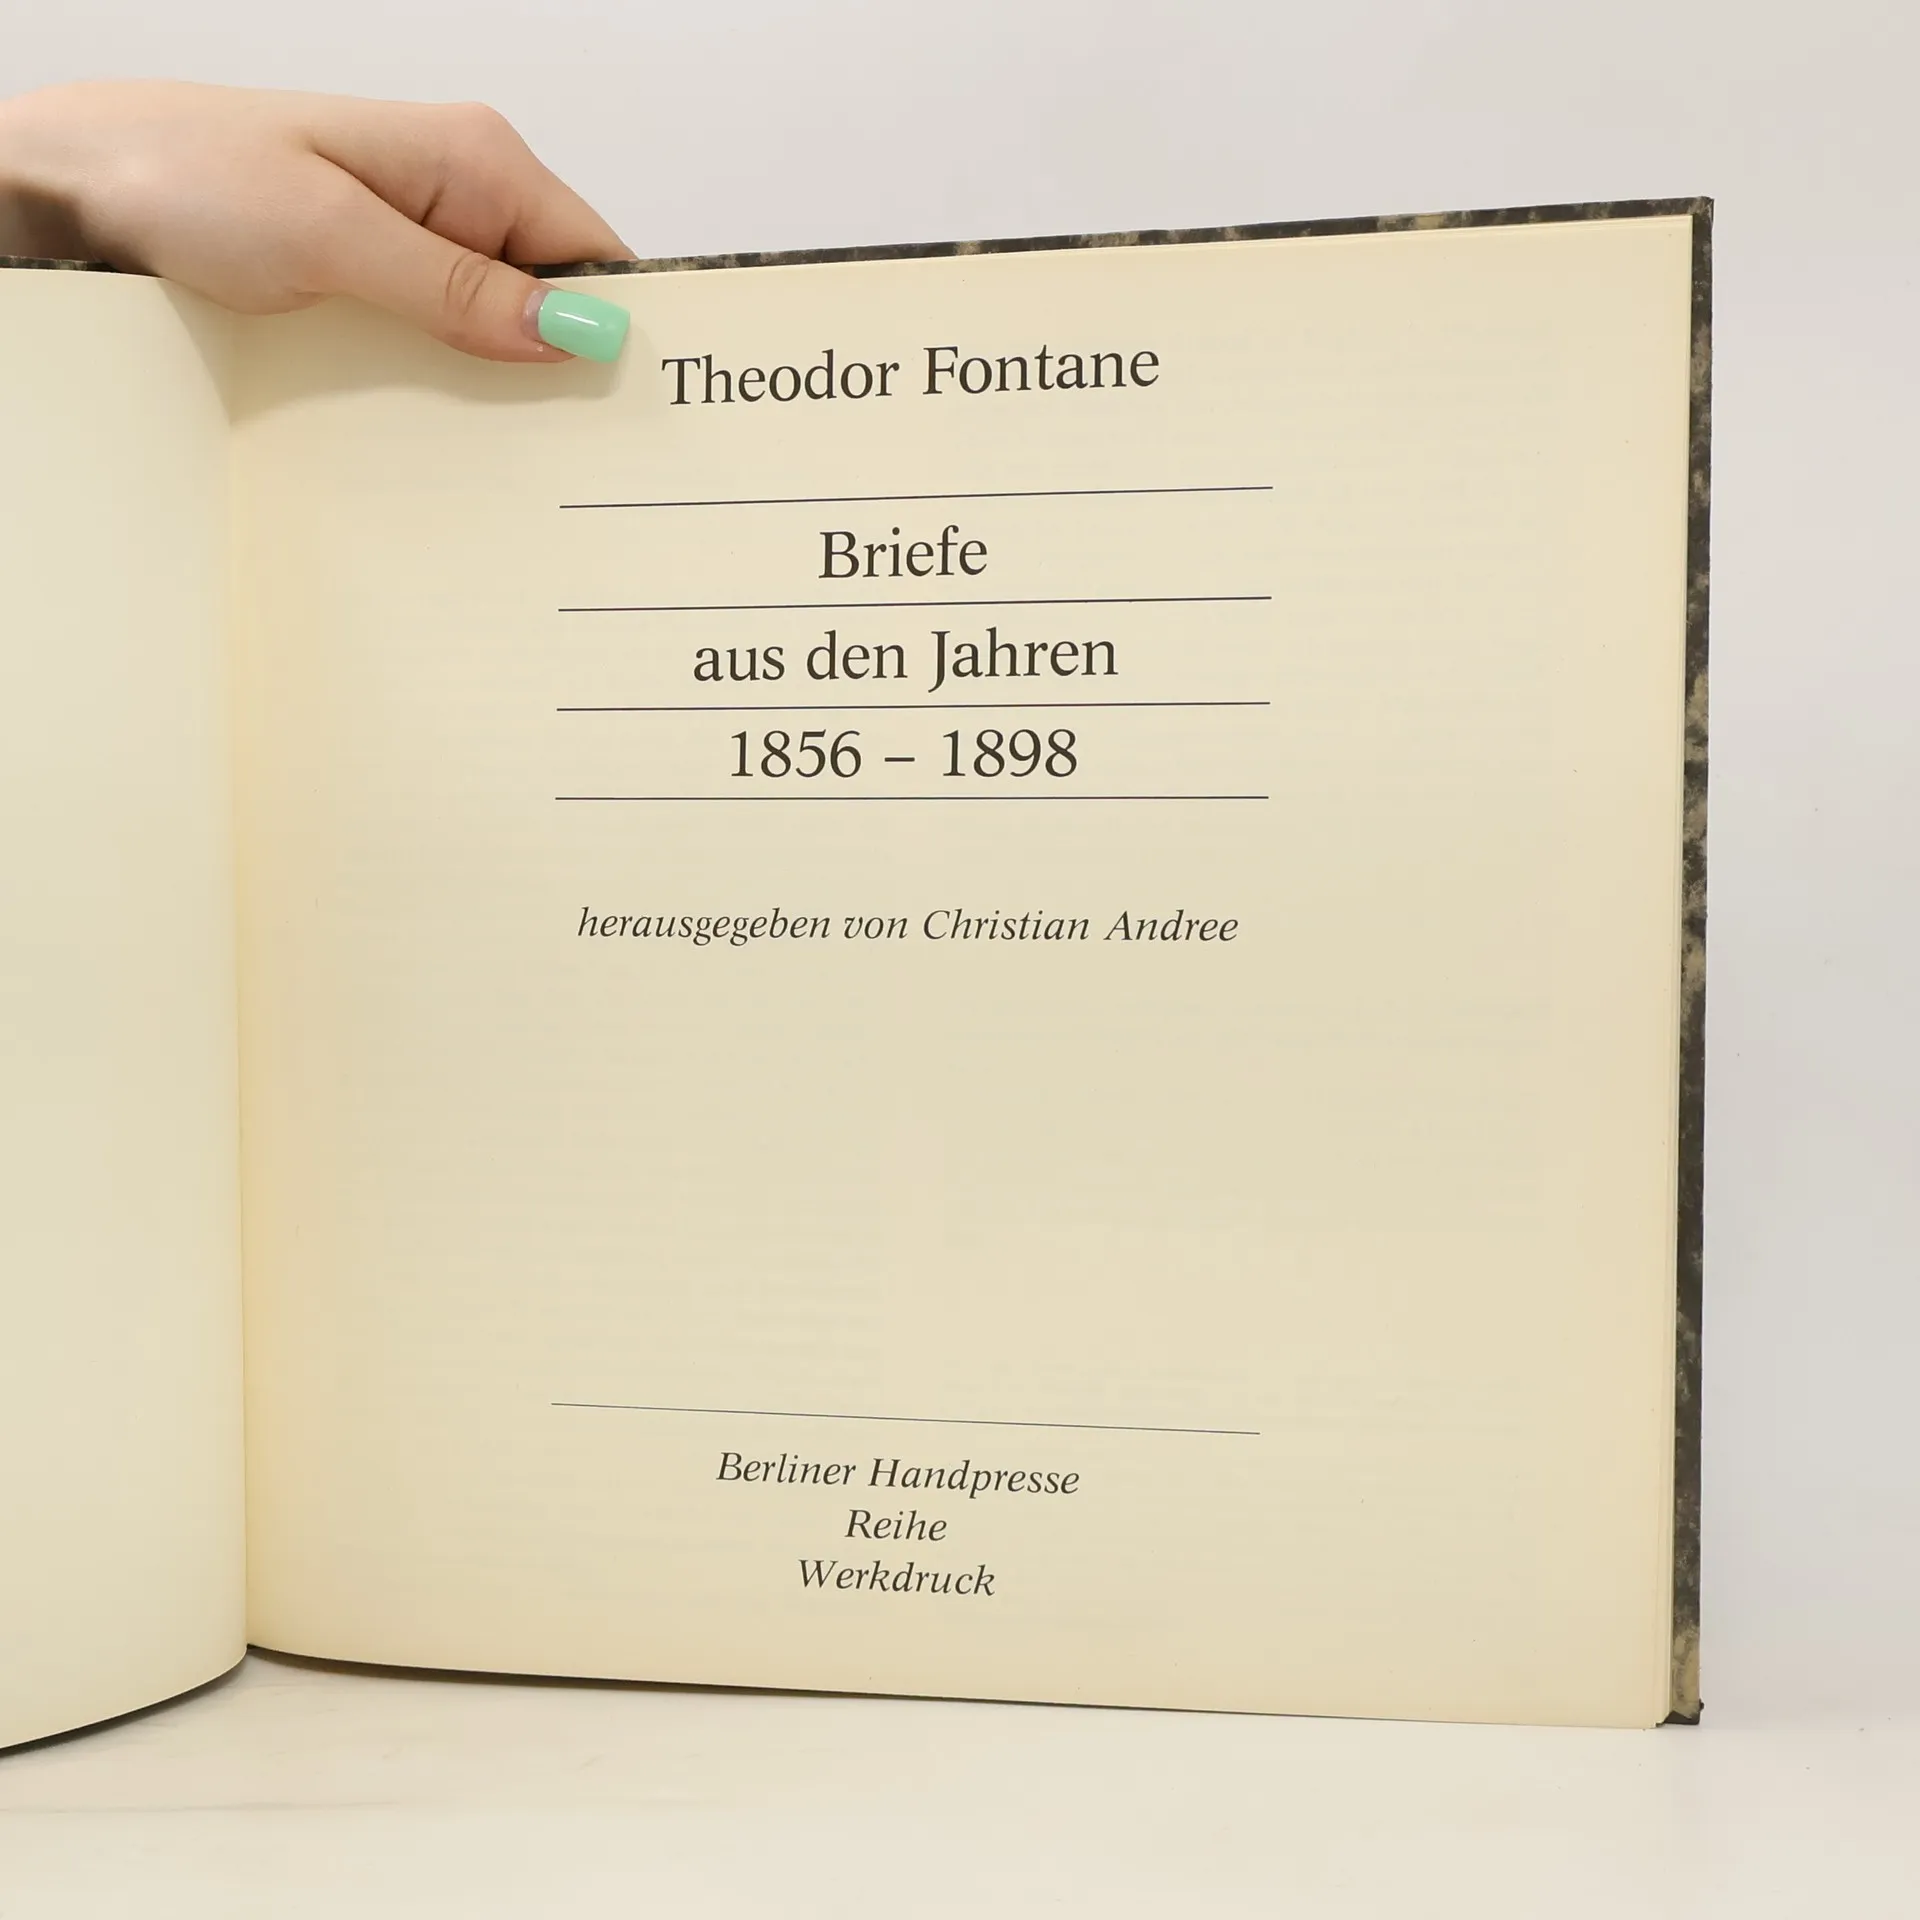 Theodor Fontane
Briefe
aus den Jahren
1856 – 1898
herausgegeben von Christian Andree
Berliner Handpresse
Reihe
Werkdruck